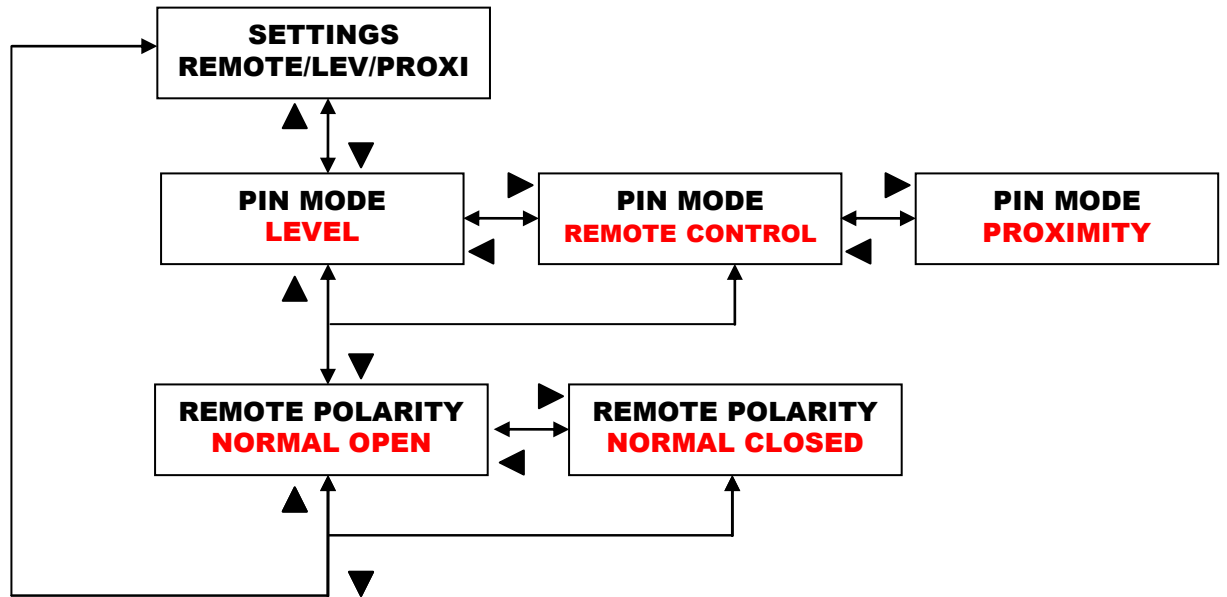 SETTINGS
REMOTE/LEV/PROXI
PIN MODE
LEVEL
PIN MODE
REMOTE CONTROL
PIN MODE
PROXIMITY
REMOTE POLARITY
NORMAL OPEN
REMOTE POLARITY
NORMAL CLOSED